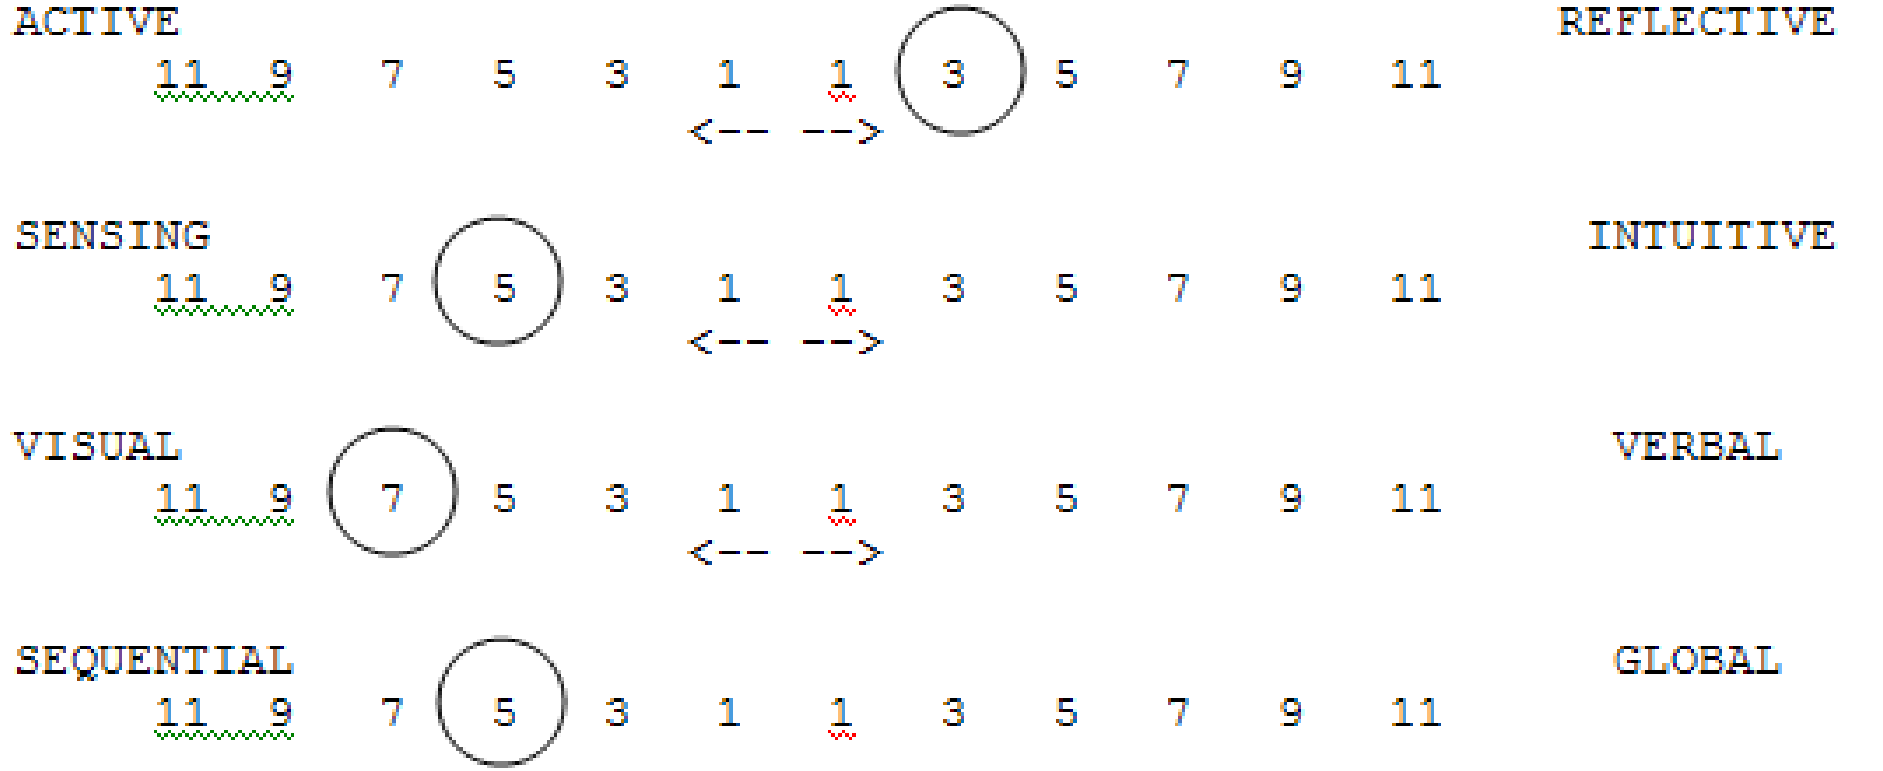 ACTIVE REFLECTIVE
11 9 7 5 3 1 1 3 5 7 9 11
<-- -->
SENSING INTUITIVE
11 9 7 5 3 1 1 3 5 7 9 11
<-- -->
VISUAL VERBAL
11 9 7 5 3 1 1 3 5 7 9 11
<-- -->
SEQUENTIAL GLOBAL
11 9 7 5 3 1 1 3 5 7 9 11